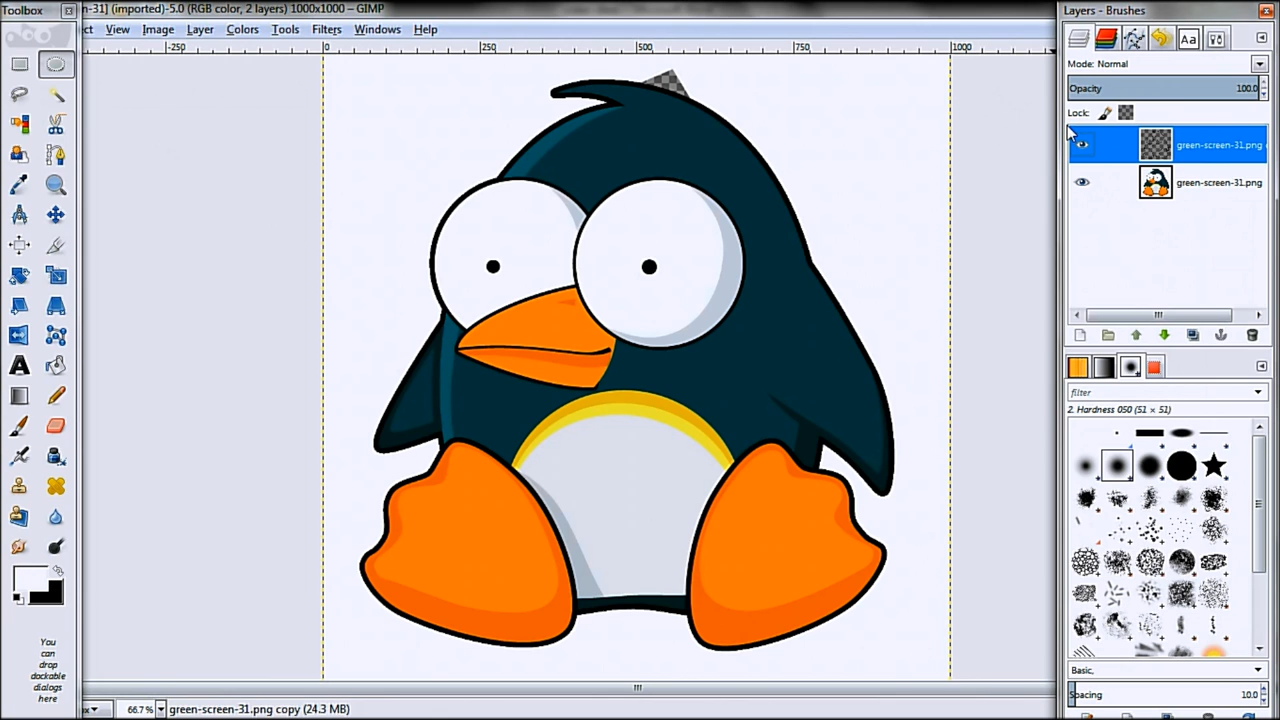 Toolbox
n-31] (imported)-5.0 (RGB color, 2 layers) 1000x1000 – GIMP
Layers - Brushes
ct View Image Layer Colors Tools Filters Windows Help
-250 0 250 500 750 1000
Aa
Mode: Normal
Opacity 100.0
Lock:
green-screen-31.png
green-screen-31.png
filter
2. Hardness 050 (51 × 51)
You
can
drop
dockable
dialogs
here
Basic,
Spacing 10.0
66.7% green-screen-31.png copy (24.3 MB)